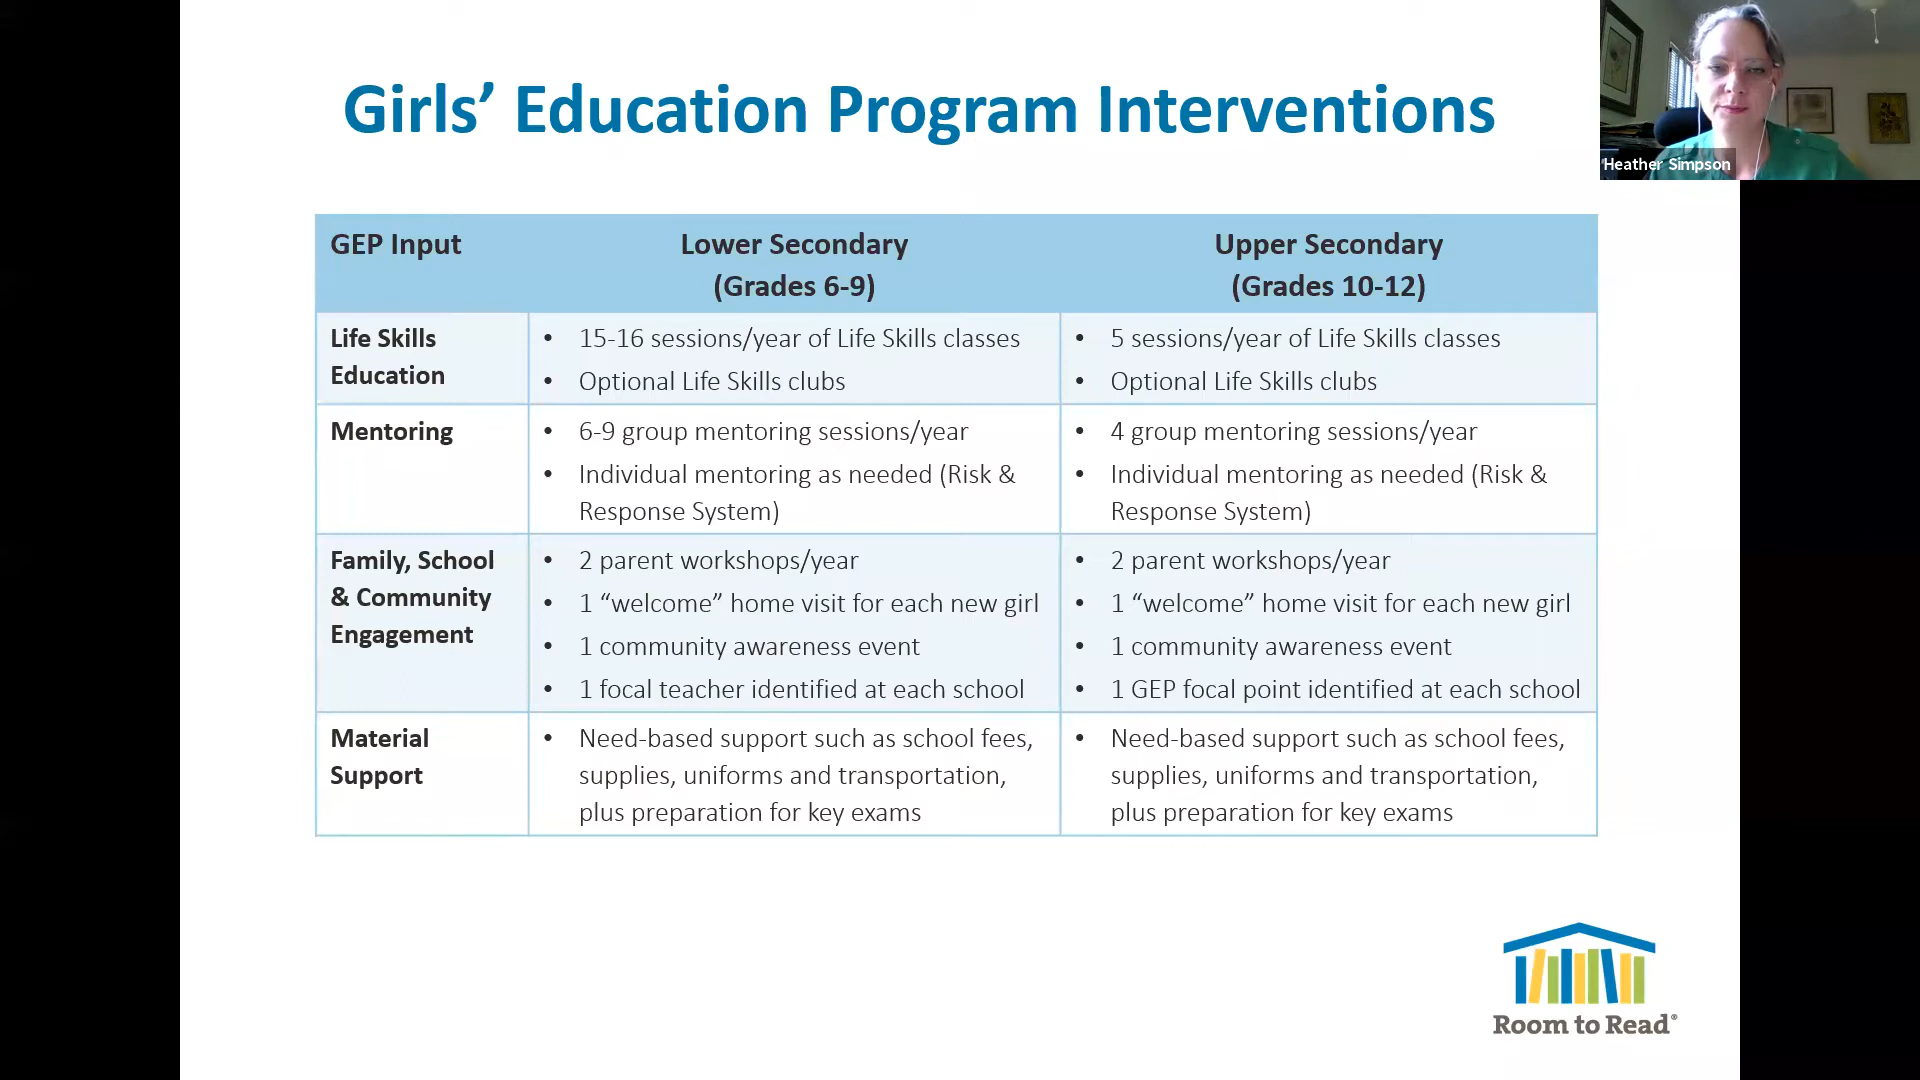 Girls’ Education Program Interventions
Heather Simpson
GEP Input
Lower Secondary
(Grades 6-9)
Upper Secondary
(Grades 10-12)
Life Skills
Education
• 15-16 sessions/year of Life Skills classes
• Optional Life Skills clubs
• 5 sessions/year of Life Skills classes
• Optional Life Skills clubs
Mentoring
• 6-9 group mentoring sessions/year
• Individual mentoring as needed (Risk &
Response System)
• 4 group mentoring sessions/year
• Individual mentoring as needed (Risk &
Response System)
Family, School
& Community
Engagement
• 2 parent workshops/year
• 1 “welcome” home visit for each new girl
• 1 community awareness event
• 1 focal teacher identified at each school
• 2 parent workshops/year
• 1 “welcome” home visit for each new girl
• 1 community awareness event
• 1 GEP focal point identified at each school
Material
Support
• Need-based support such as school fees,
supplies, uniforms and transportation,
plus preparation for key exams
• Need-based support such as school fees,
supplies, uniforms and transportation,
plus preparation for key exams
Room to Read®